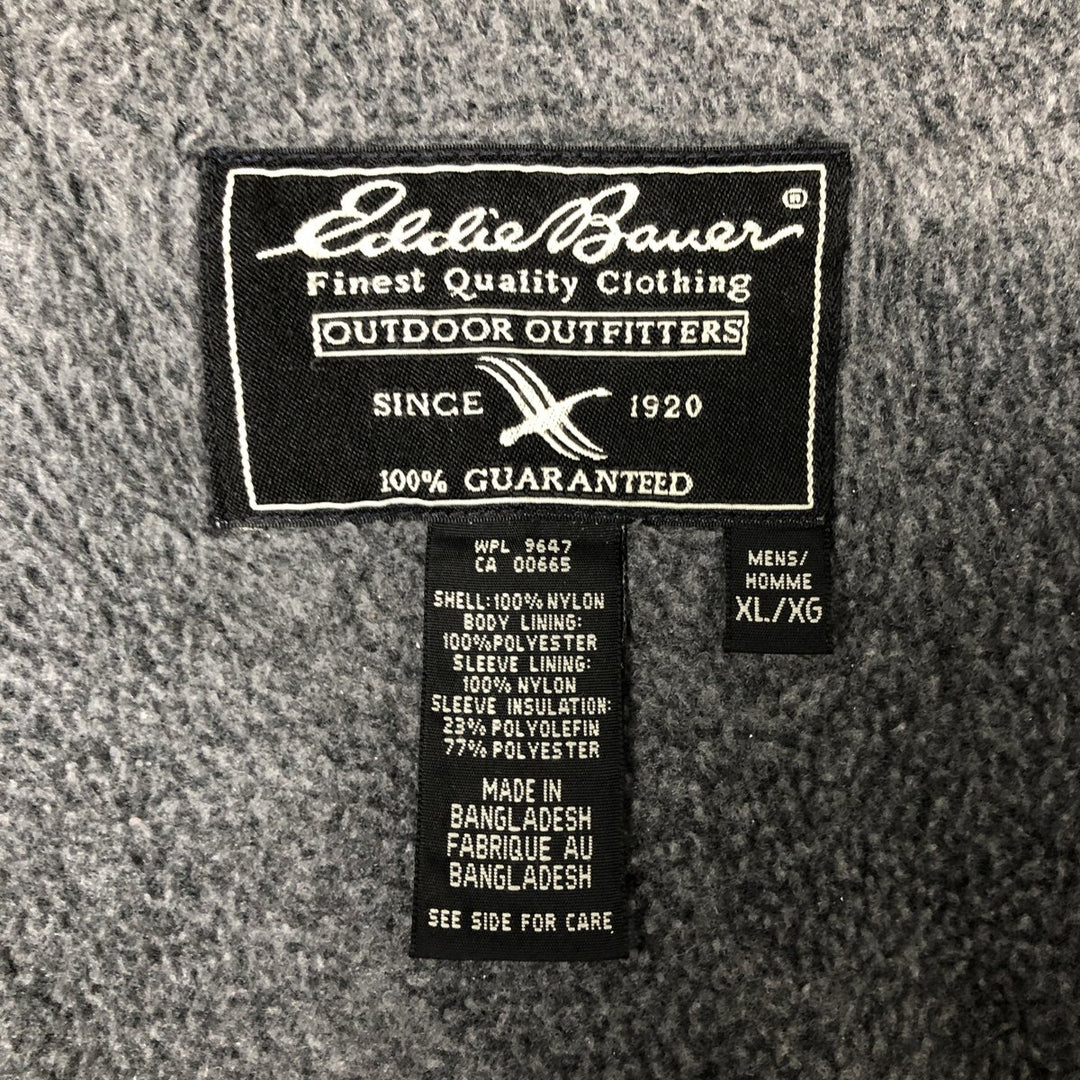 Eddie Bauer ®
Finest Quality Clothing
OUTDOOR OUTFITTERS
SINCE 1920
100% GUARANTEED
WPL 9647
CA 00665
SHELL: 100% NYLON
BODY LINING:
100% POLYESTER
SLEEVE LINING:
100% NYLON
SLEEVE INSULATION:
23% POLYOLEFIN
77% POLYESTER
MADE IN
BANGLADESH
FABRIQUE AU
BANGLADESH
SEE SIDE FOR CARE
MENS/
HOMME
XL/XG